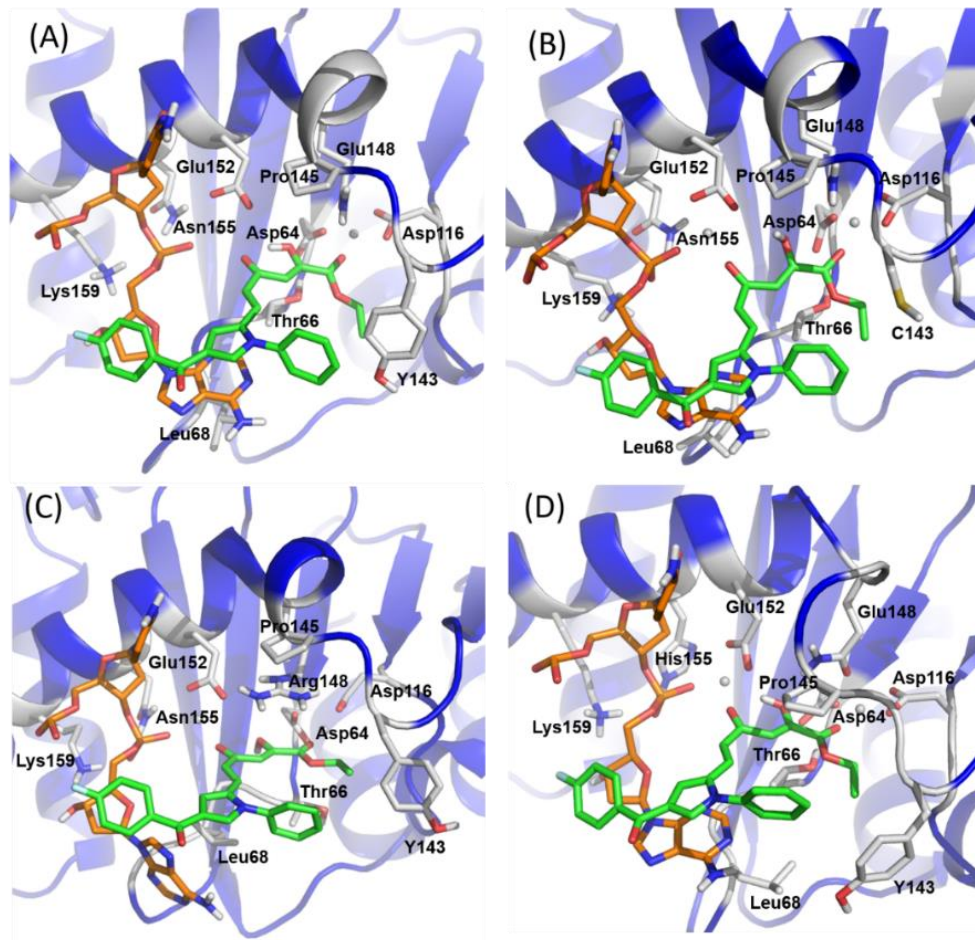 (A)
Glu152
Glu148
Pro145
Asn155
Asp64
Asp116
Lys159
Thr66
Y143
Leu68
(B)
Glu148
Glu152
Pro145
Asp116
Asp64
Asn155
Lys159
Thr66
C143
Leu68
(C)
Pro145
Glu152
Arg148
Asp116
Asn155
Asp64
Lys159
Thr66
Leu68
Y143
(D)
Glu152
Glu148
His155
Pro145
Asp116
Asp64
Lys159
Thr66
Leu68
Y143